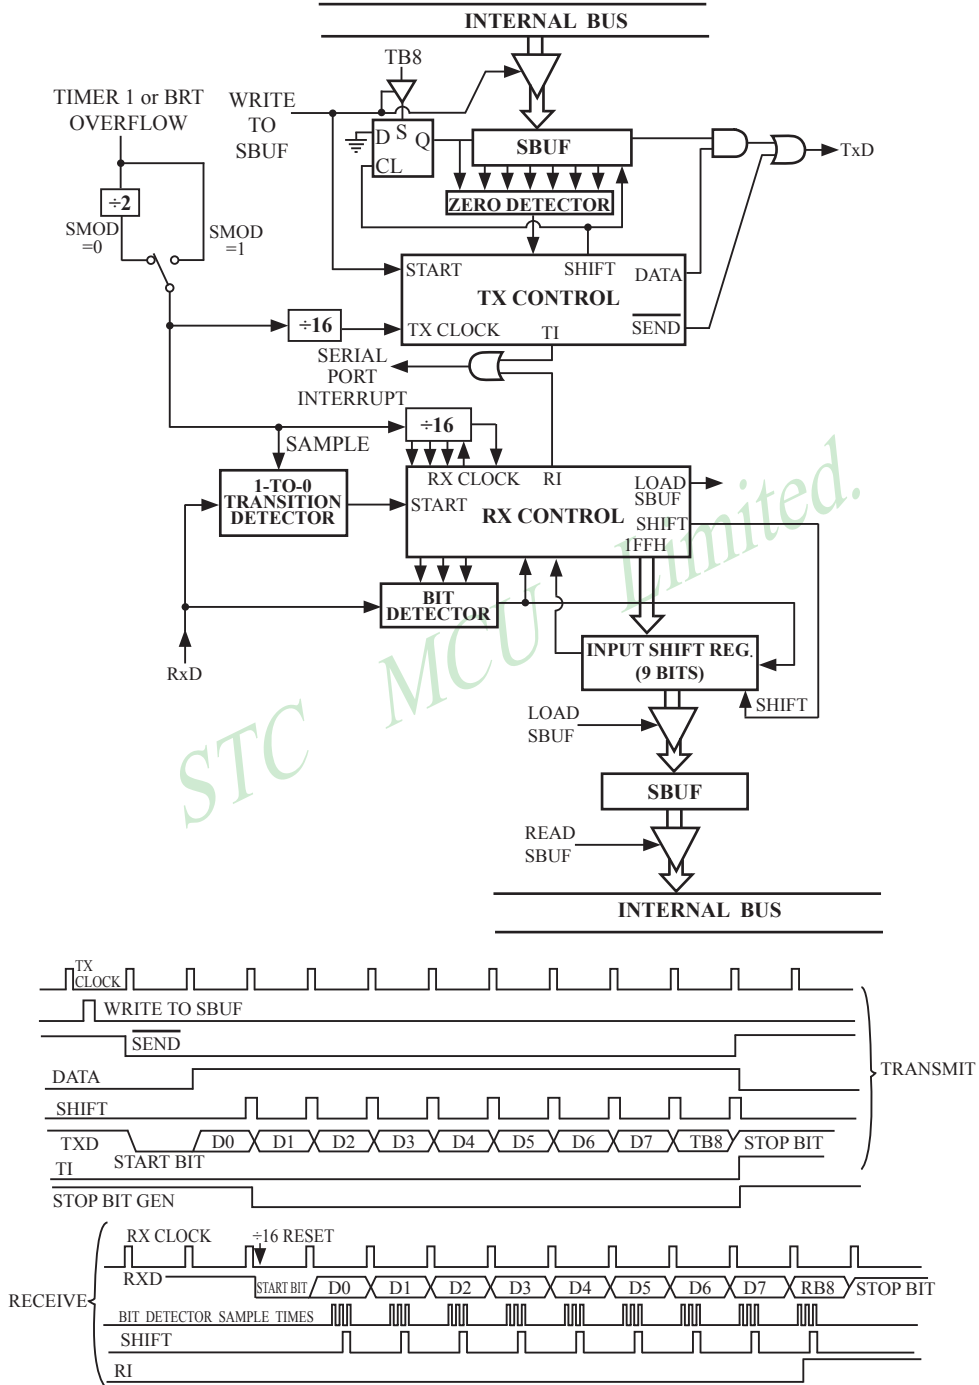 INTERNAL BUS
TB8
TIMER 1 or BRT
OVERFLOW
WRITE
TO
SBUF
D S Q
CL
SBUF
TxD
÷2
ZERO DETECTOR
SMOD
=0
SMOD
=1
START
SHIFT
DATA
TX CONTROL
÷16
TX CLOCK
TI
SEND
SERIAL
PORT
INTERRUPT
÷16
SAMPLE
RX CLOCK
RI
LOAD
SBUF
1-TO-0
TRANSITION
DETECTOR
START
RX CONTROL
SHIFT
1FFH
BIT
DETECTOR
INPUT SHIFT REG.
(9 BITS)
RxD
SHIFT
LOAD
SBUF
SBUF
READ
SBUF
INTERNAL BUS
STC MCU Limited.
TX
CLOCK
WRITE TO SBUF
SEND
DATA
TRANSMIT
SHIFT
TXD
START BIT
D0 D1 D2 D3 D4 D5 D6 D7 TB8 STOP BIT
TI
STOP BIT GEN
RX CLOCK
÷16 RESET
RXD
START BIT D0 D1 D2 D3 D4 D5 D6 D7 RB8 STOP BIT
RECEIVE
BIT DETECTOR SAMPLE TIMES
SHIFT
RI